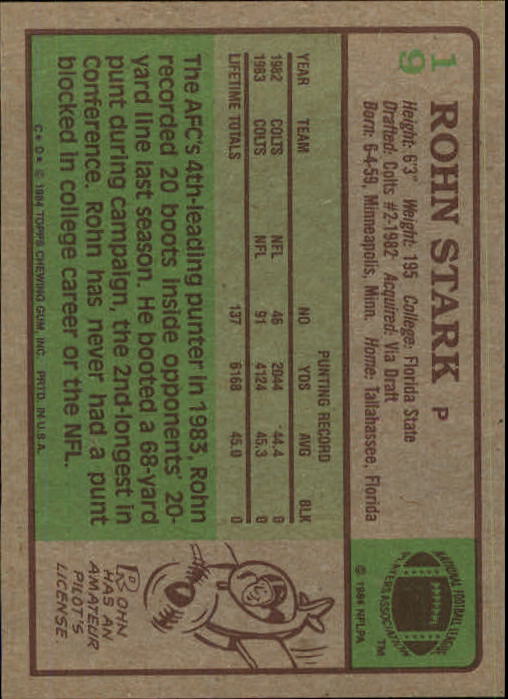 19
ROHN STARK P
Height: 6'3" Weight: 195 College: Florida State
Drafted: Colts #2-1982 Acquired: Via Draft
Born: 6-4-59, Minneapolis, Minn. Home: Tallahassee, Florida
NATIONAL FOOTBALL LEAGUE
PLAYERS ASSOCIATION
NFLPLAYERS
TM
© 1984 NFLPA
PUNTING RECORD
YEAR TEAM NO YDS AVG BLK
1982 COLTS NFL 46 2044 44.4 0
1983 COLTS NFL 91 4124 45.3 0
LIFETIME TOTALS 137 6168 45.0 0
The AFC's 4th-leading punter in 1983, Rohn
recorded 20 boots inside opponents' 20-
yard line last season. He booted a 68-yard
punt during campaign, the 2nd-longest in
Conference. Rohn has never had a punt
blocked in college career or the NFL.
ROHN
HAS AN
AMATEUR
PILOT'S
LICENSE.
C★D★ © 1984 TOPPS CHEWING GUM, INC. PRTD. IN U.S.A.